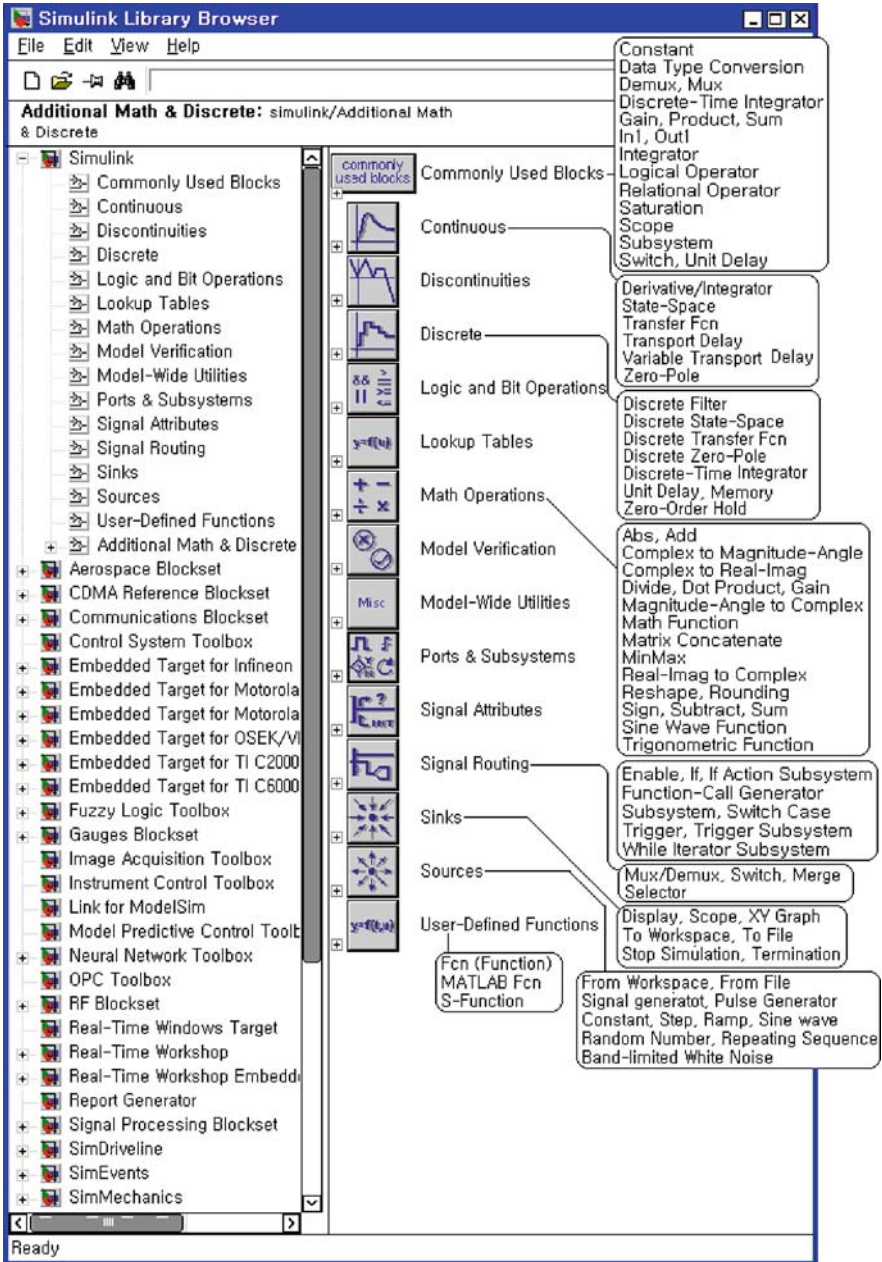 Simulink Library Browser
File Edit View Help
Additional Math & Discrete: simulink/Additional Math
& Discrete
Simulink
Commonly Used Blocks
Continuous
Discontinuities
Discrete
Logic and Bit Operations
Lookup Tables
Math Operations
Model Verification
Model-Wide Utilities
Ports & Subsystems
Signal Attributes
Signal Routing
Sinks
Sources
User-Defined Functions
Additional Math & Discrete
Aerospace Blockset
CDMA Reference Blockset
Communications Blockset
Control System Toolbox
Embedded Target for Infineon
Embedded Target for Motorola
Embedded Target for Motorola
Embedded Target for OSEK/VI
Embedded Target for TI C2000
Embedded Target for TI C6000
Fuzzy Logic Toolbox
Gauges Blockset
Image Acquisition Toolbox
Instrument Control Toolbox
Link for ModelSim
Model Predictive Control Toolb
Neural Network Toolbox
OPC Toolbox
RF Blockset
Real-Time Windows Target
Real-Time Workshop
Real-Time Workshop Embedd
Report Generator
Signal Processing Blockset
SimDriveline
SimEvents
SimMechanics
Ready
commonly
used blocks
Commonly Used Blocks
Continuous
Discontinuities
Discrete
&& >
|| >=
<=
Logic and Bit Operations
y=f(u)
Lookup Tables
+ −
÷ ×
Math Operations
Model Verification
Misc
Model-Wide Utilities
Ports & Subsystems
?
Signal Attributes
Signal Routing
Sinks
Sources
y=f(t,u)
User-Defined Functions
Fcn (Function)
MATLAB Fcn
S-Function
Constant
Data Type Conversion
Demux, Mux
Discrete-Time Integrator
Gain, Product, Sum
In1, Out1
Integrator
Logical Operator
Relational Operator
Saturation
Scope
Subsystem
Switch, Unit Delay
Derivative/Integrator
State-Space
Transfer Fcn
Transport Delay
Variable Transport Delay
Zero-Pole
Discrete Filter
Discrete State-Space
Discrete Transfer Fcn
Discrete Zero-Pole
Discrete-Time Integrator
Unit Delay, Memory
Zero-Order Hold
Abs, Add
Complex to Magnitude-Angle
Complex to Real-Imag
Divide, Dot Product, Gain
Magnitude-Angle to Complex
Math Function
Matrix Concatenate
MinMax
Real-Imag to Complex
Reshape, Rounding
Sign, Subtract, Sum
Sine Wave Function
Trigonometric Function
Enable, If, If Action Subsystem
Function-Call Generator
Subsystem, Switch Case
Trigger, Trigger Subsystem
While Iterator Subsystem
Mux/Demux, Switch, Merge
Selector
Display, Scope, XY Graph
To Workspace, To File
Stop Simulation, Termination
From Workspace, From File
Signal generatot, Pulse Generator
Constant, Step, Ramp, Sine wave
Random Number, Repeating Sequence
Band-limited White Noise